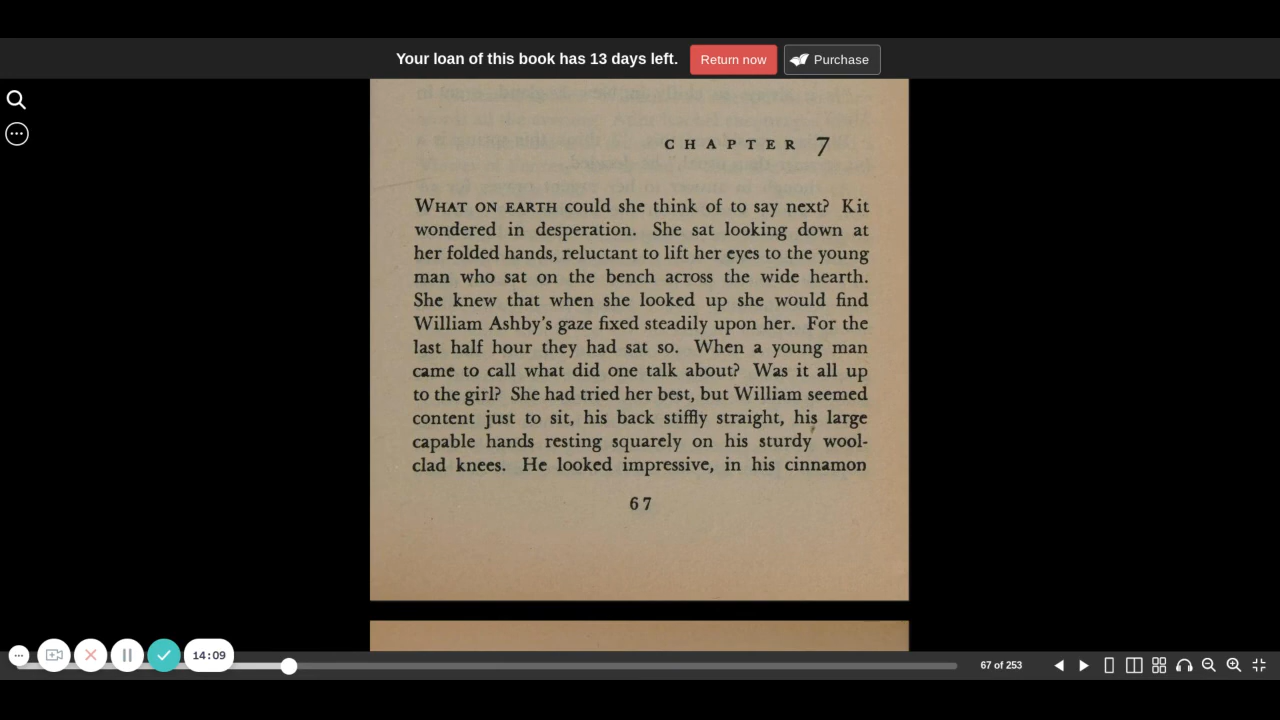 Your loan of this book has 13 days left. Return now Purchase
CHAPTER 7
WHAT ON EARTH could she think of to say next? Kit
wondered in desperation. She sat looking down at
her folded hands, reluctant to lift her eyes to the young
man who sat on the bench across the wide hearth.
She knew that when she looked up she would find
William Ashby's gaze fixed steadily upon her. For the
last half hour they had sat so. When a young man
came to call what did one talk about? Was it all up
to the girl? She had tried her best, but William seemed
content just to sit, his back stiffly straight, his large
capable hands resting squarely on his sturdy wool-
clad knees. He looked impressive, in his cinnamon
67
14:09
67 of 253